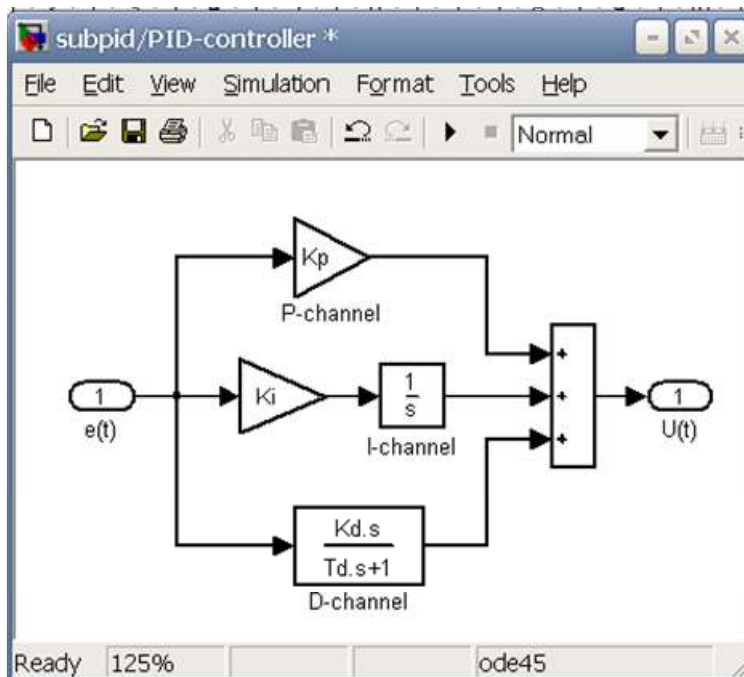 subpid/PID-controller *
File Edit View Simulation Format Tools Help
Normal
Kp
P-channel
1
e(t)
Ki
1
s
I-channel
+
+
+
1
U(t)
Kd.s
Td.s+1
D-channel
Ready 125% ode45